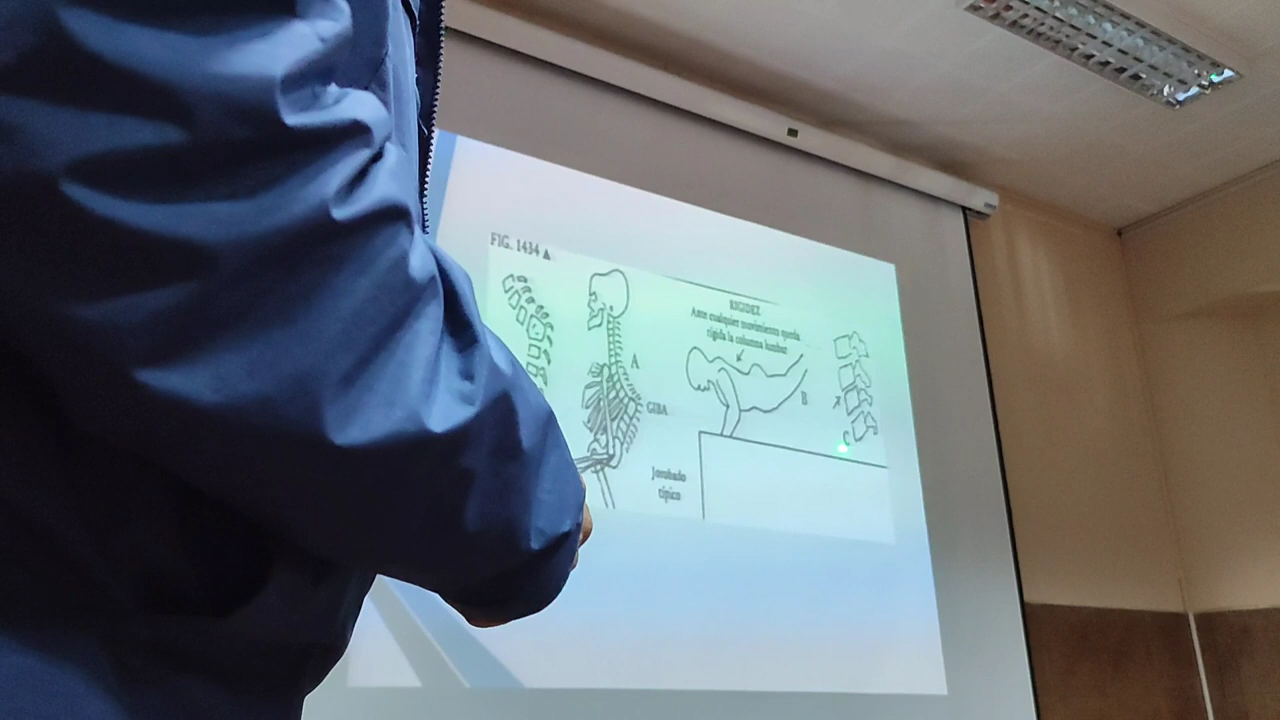 FIG. 1434 ▲
RIGIDEZ
Ante cualquier movimiento queda
rígida la columna lumbar
A
GIBA
B
C
Jorobado
típico